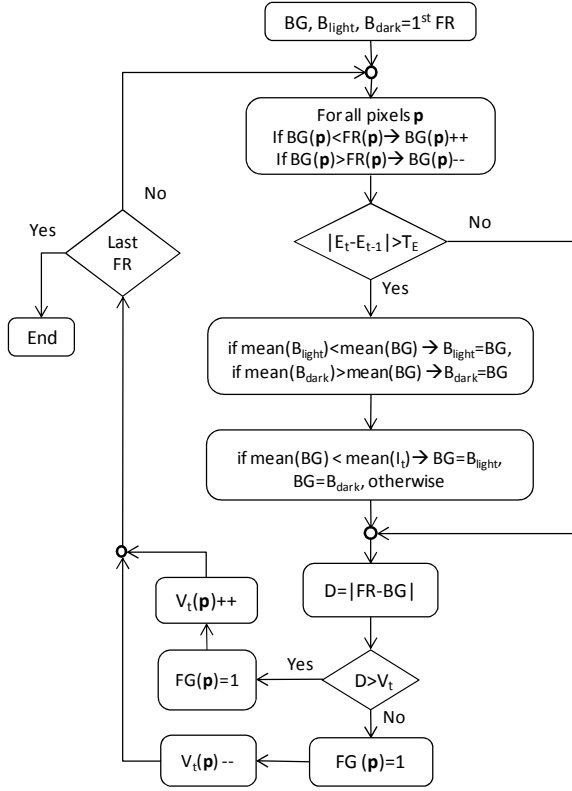 BG, B_light, B_dark=1st FR
For all pixels p
If BG(p)<FR(p)→ BG(p)++
If BG(p)>FR(p)→ BG(p)--
No
Yes
Last
FR
|E_t-E_t-1|>T_E
No
Yes
End
if mean(B_light)<mean(BG) → B_light=BG,
if mean(B_dark)>mean(BG) →B_dark=BG
if mean(BG) < mean(I_t)→ BG=B_light,
BG=B_dark, otherwise
D=|FR-BG|
V_t(p)++
Yes
FG(p)=1
D>V_t
No
V_t(p) --
FG (p)=1